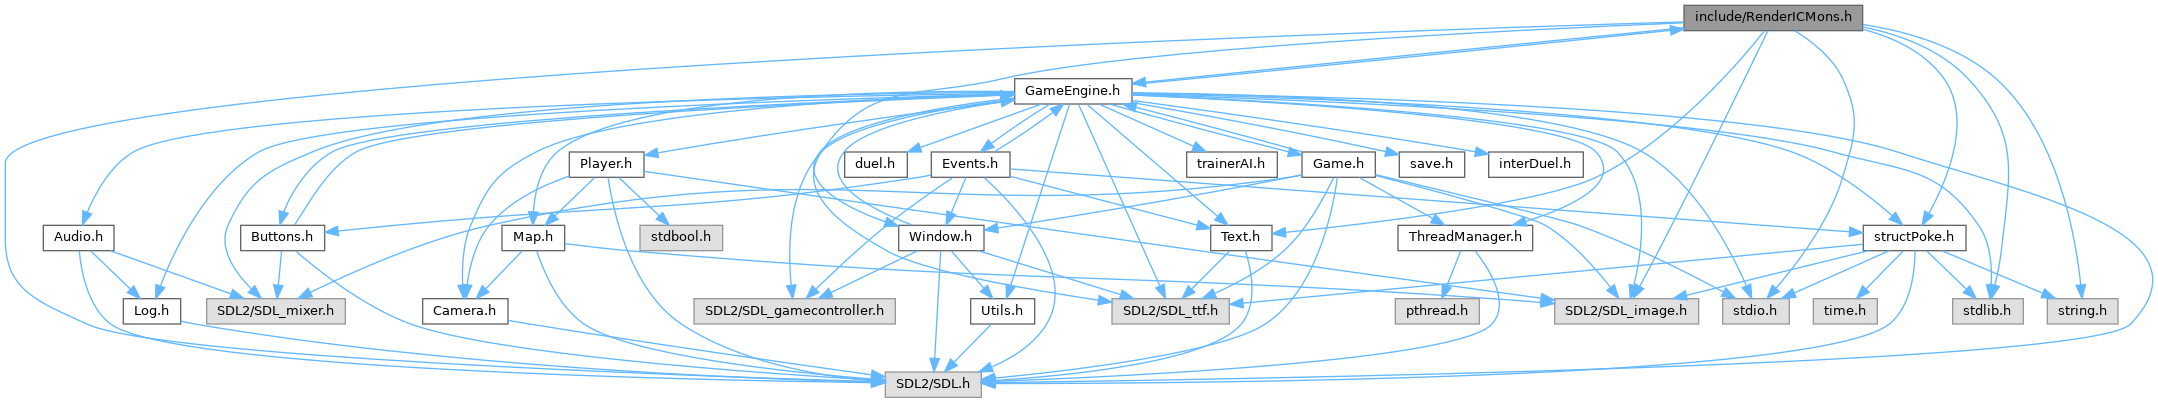 include/RenderICMons.h
GameEngine.h
Player.h
duel.h
Events.h
trainerAI.h
Game.h
save.h
interDuel.h
Audio.h
Buttons.h
Map.h
stdbool.h
Window.h
Text.h
ThreadManager.h
structPoke.h
Log.h
SDL2/SDL_mixer.h
Camera.h
SDL2/SDL_gamecontroller.h
Utils.h
SDL2/SDL_ttf.h
pthread.h
SDL2/SDL_image.h
stdio.h
time.h
stdlib.h
string.h
SDL2/SDL.h